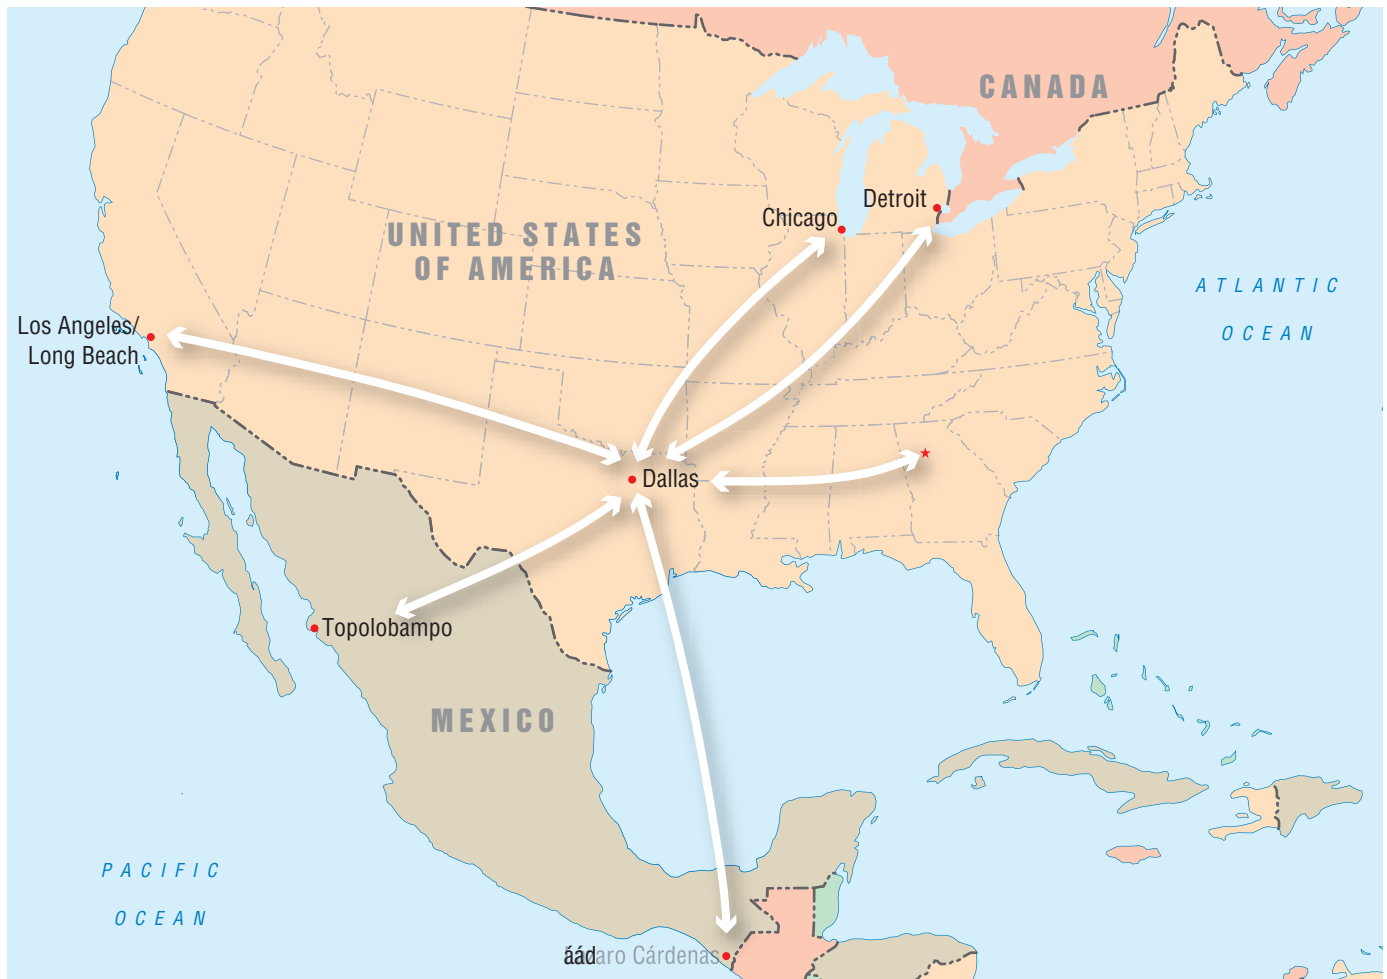 CANADA
Detroit
Chicago
UNITED STATES
OF AMERICA
ATLANTIC
OCEAN
Los Angeles/
Long Beach
Dallas
Topolobampo
MEXICO
PACIFIC
OCEAN
Cárdenas